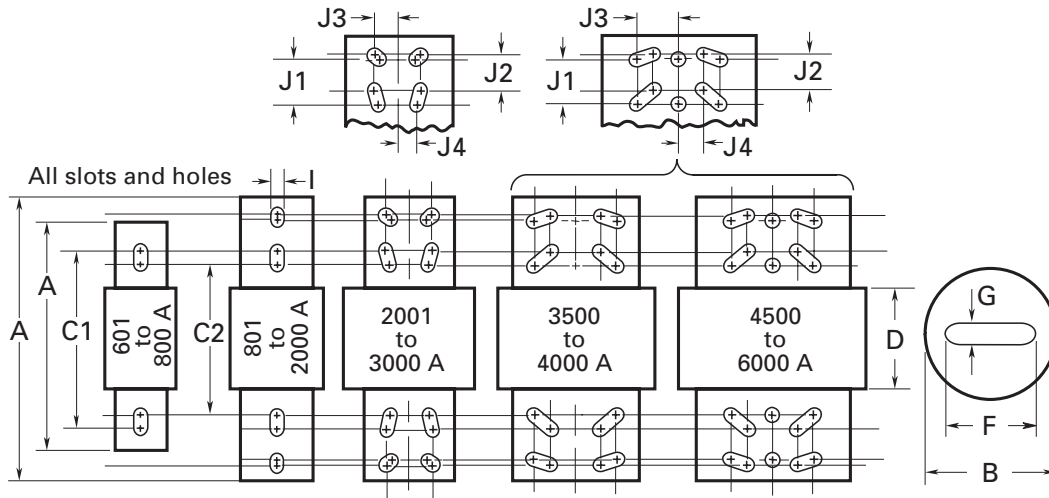 J3
J1
J2
J4
J3
J1
J2
J4
All slots and holes
I
A
A
C1
C2
601
to
800 A
801
to
2000 A
2001
to
3000 A
3500
to
4000 A
4500
to
6000 A
D
G
F
B